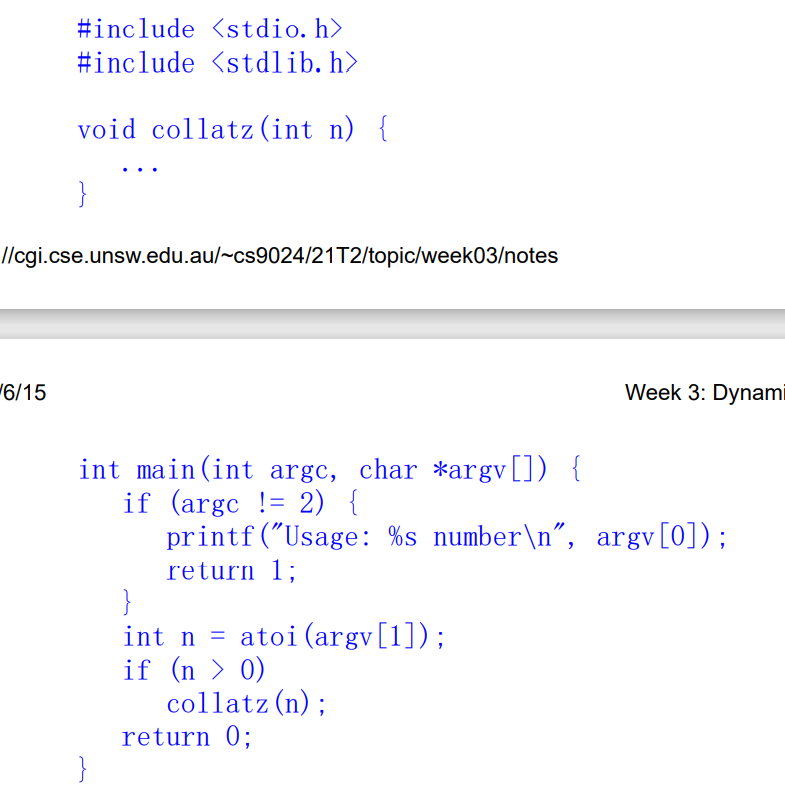 #include <stdio.h>
#include <stdlib.h>
void collatz(int n) {
...
}
//cgi.cse.unsw.edu.au/~cs9024/21T2/topic/week03/notes
/6/15
Week 3: Dynami
int main(int argc, char *argv[]) {
if (argc != 2) {
printf("Usage: %s number\n", argv[0]);
return 1;
}
int n = atoi(argv[1]);
if (n > 0)
collatz(n);
return 0;
}